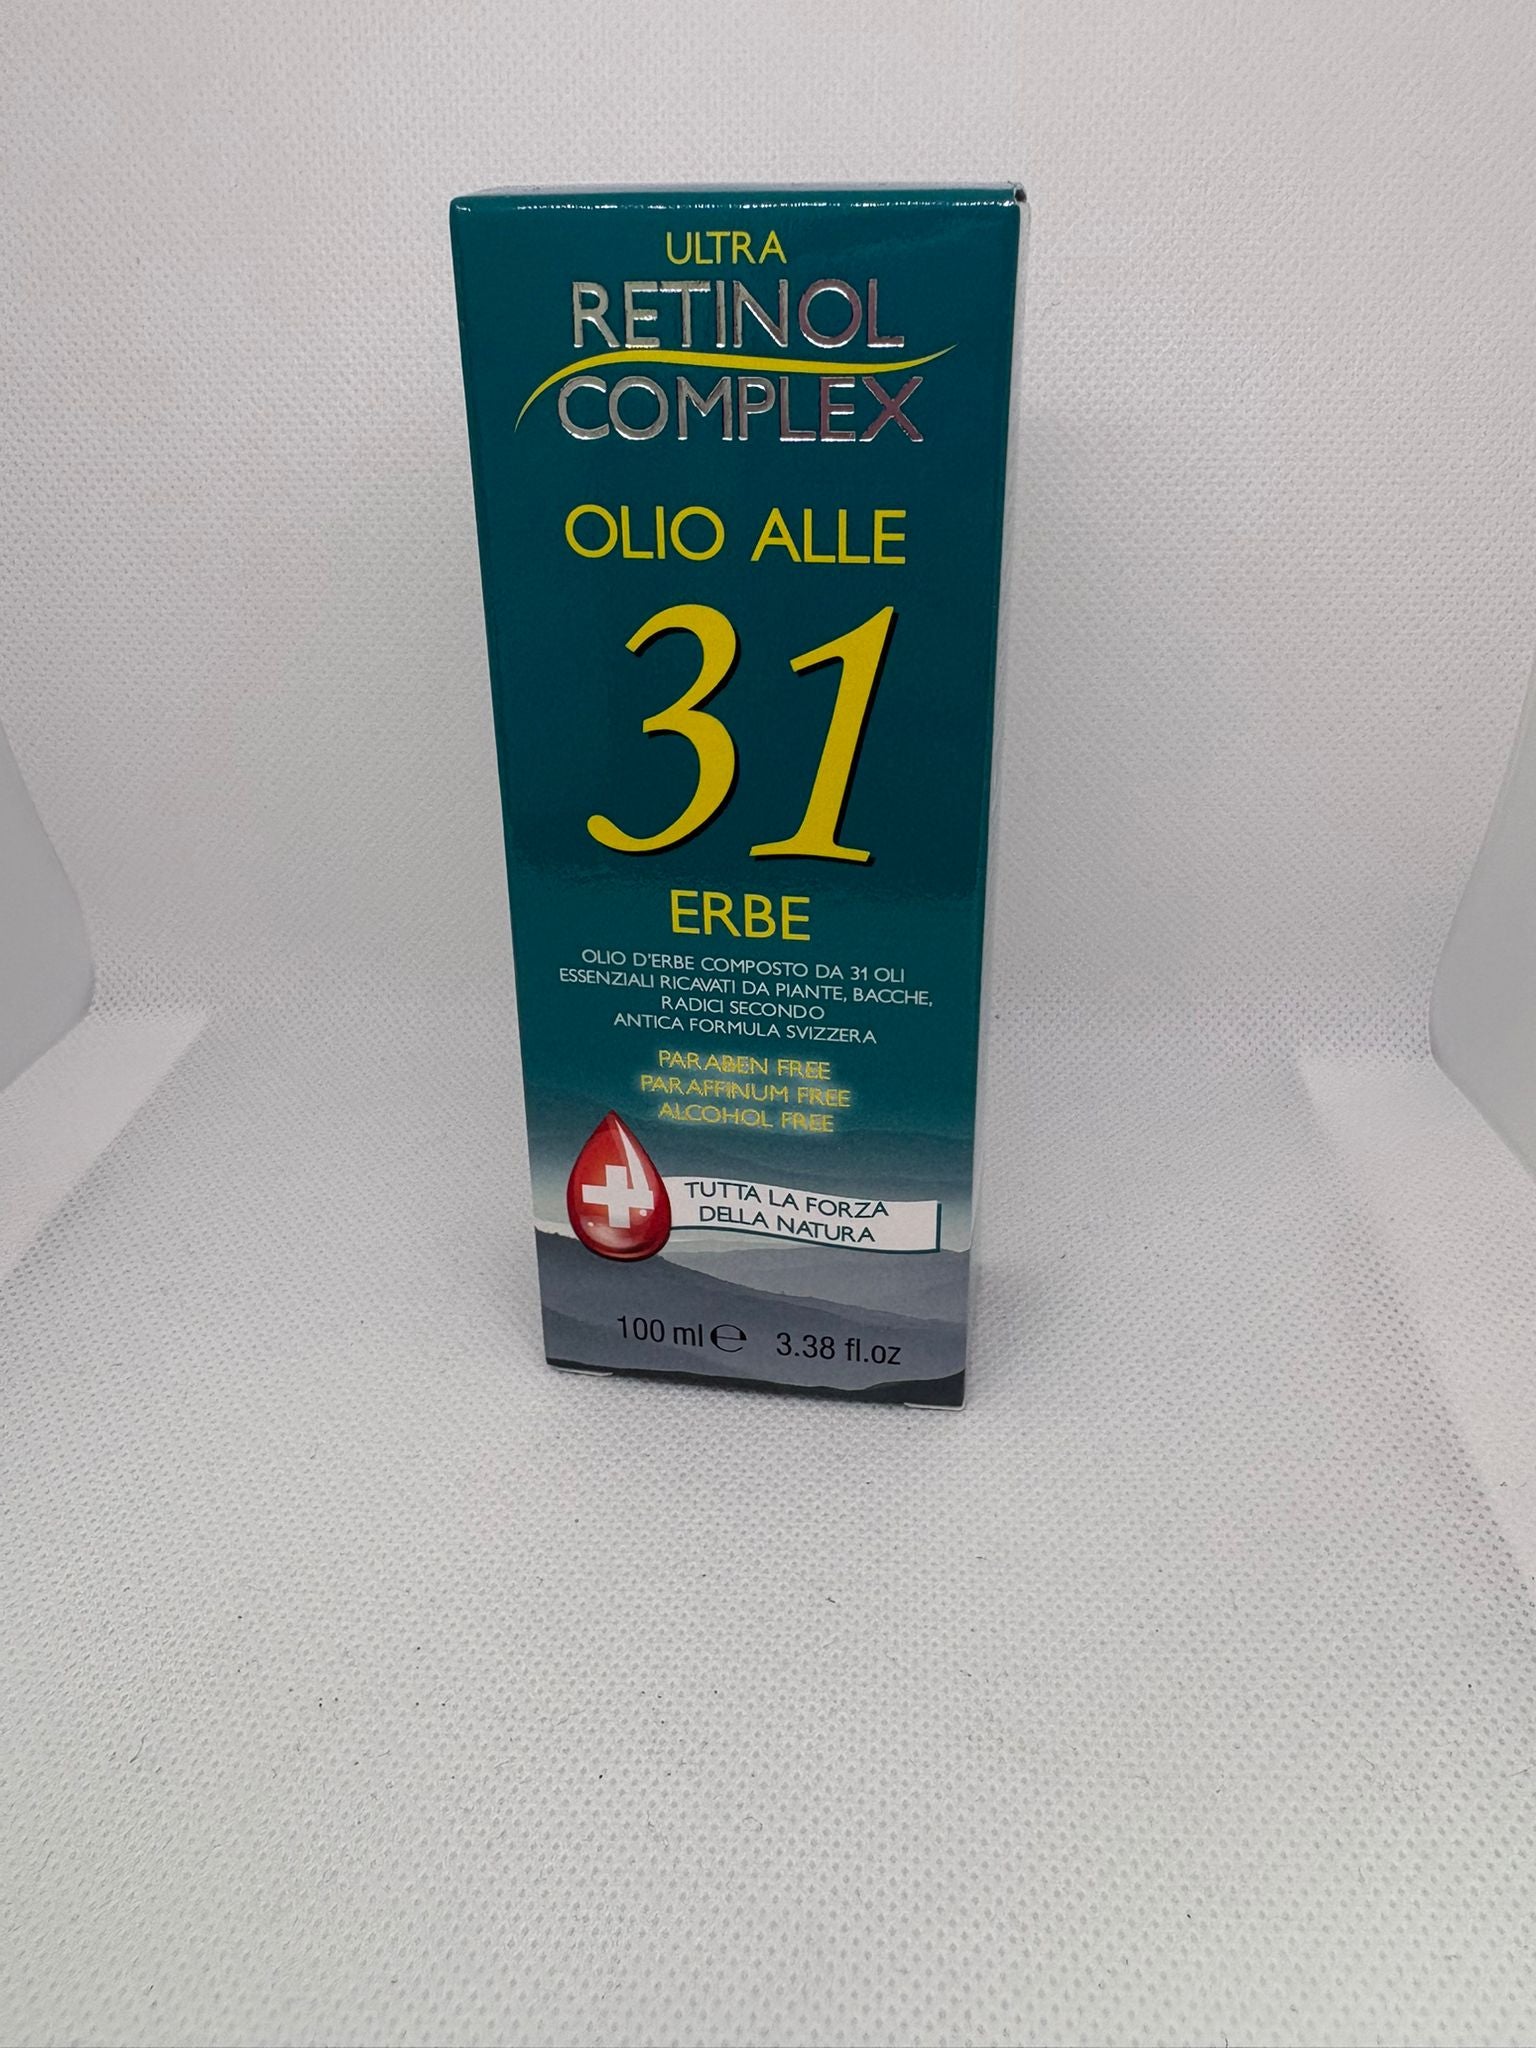 ULTRA
RETINOL
COMPLEX
OLIO ALLE
31
ERBE
OLIO D'ERBE COMPOSTO DA 31 OLI
ESSENZIALI RICAVATI DA PIANTE, BACCHE,
RADICI SECONDO
ANTICA FORMULA SVIZZERA
PARABEN FREE
PARAFFINUM FREE
ALCOHOL FREE
TUTTA LA FORZA
DELLA NATURA
100 ml ℮ 3.38 fl.oz